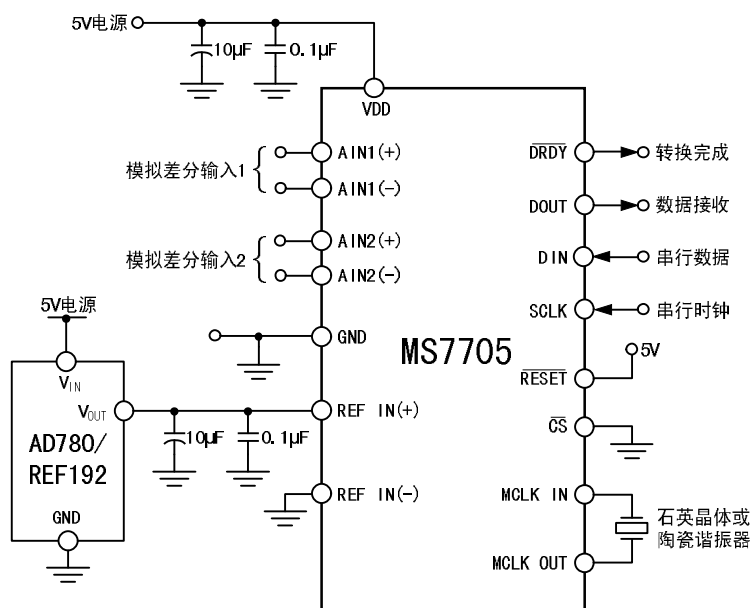 5V电源
10μF
0.1μF
VDD
模拟差分输入1
AIN1(+)
AIN1(-)
模拟差分输入2
AIN2(+)
AIN2(-)
DRDY
转换完成
DOUT
数据接收
DIN
串行数据
SCLK
串行时钟
GND
MS7705
5V
RESET
CS
5V电源
VIN
VOUT
AD780/
REF192
GND
10μF
0.1μF
REF IN(+)
REF IN(-)
MCLK IN
MCLK OUT
石英晶体或
陶瓷谐振器